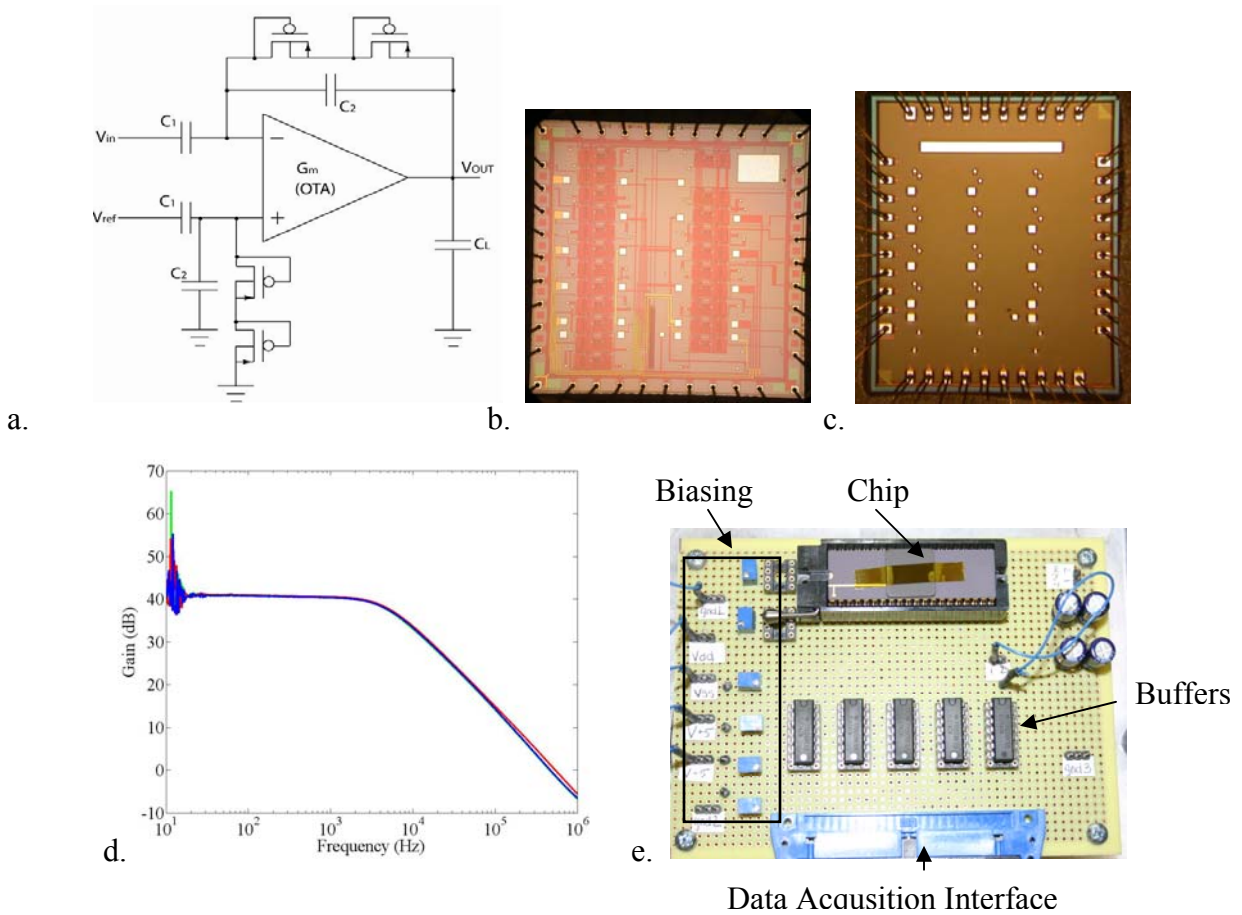 C2
C1
Vin
−
Gm
(OTA)
VOUT
C1
Vref
+
CL
C2
a.
b.
c.
70
60
50
40
30
20
10
0
-10
Gain (dB)
10^1
10^2
10^3
10^4
10^5
10^6
Frequency (Hz)
d.
Biasing
Chip
gnd1
Vdd
Vss
V+5
V-5
Buffers
gnd3
e.
Data Acqusition Interface